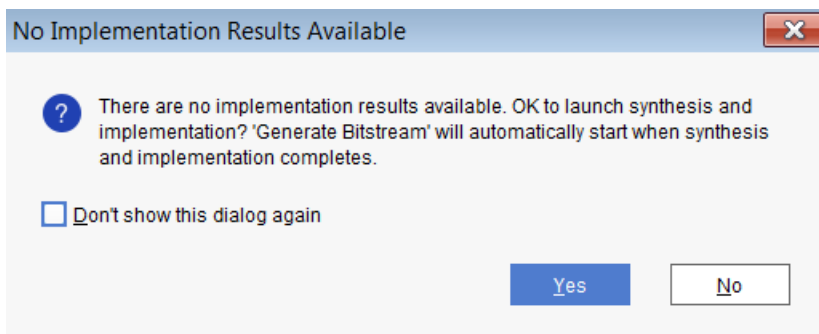 No Implementation Results Available
There are no implementation results available. OK to launch synthesis and
implementation? 'Generate Bitstream' will automatically start when synthesis
and implementation completes.
Don't show this dialog again
Yes
No